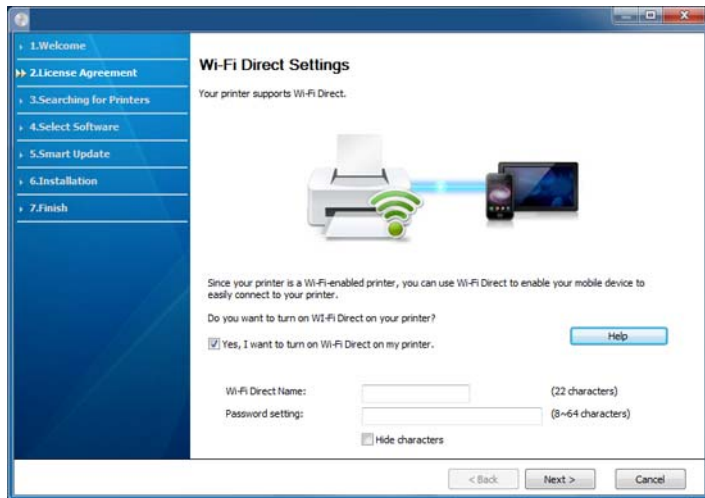 1.Welcome
2.License Agreement
3.Searching for Printers
4.Select Software
5.Smart Update
6.Installation
7.Finish
Wi-Fi Direct Settings
Your printer supports Wi-Fi Direct.
Since your printer is a Wi-Fi-enabled printer, you can use Wi-Fi Direct to enable your mobile device to
easily connect to your printer.
Do you want to turn on WI-Fi Direct on your printer?
Yes, I want to turn on Wi-Fi Direct on my printer.
Help
Wi-Fi Direct Name: (22 characters)
Password setting: (8~64 characters)
Hide characters
< Back Next > Cancel